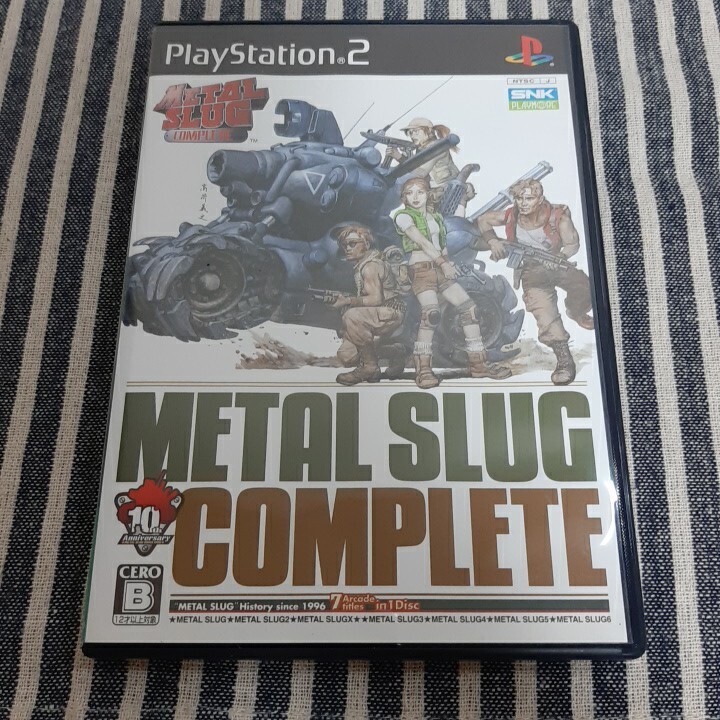 PlayStation®2
NTSC J
SNK
PLAYMORE
METAL
SLUG
COMPLETE
TM
METAL SLUG
COMPLETE
10th
Anniversary
CERO
B
12才以上対象
"METAL SLUG" History since 1996 7 Arcade titles in 1 Disc
★METAL SLUG★METAL SLUG2★METAL SLUGX★★METAL SLUG3★METAL SLUG4★METAL SLUG5★METAL SLUG6